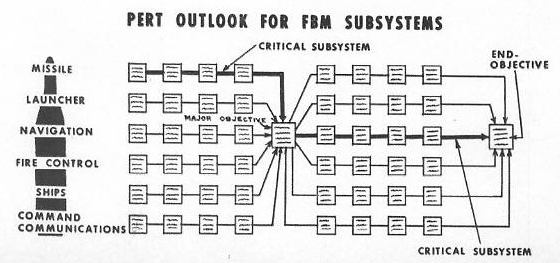 PERT OUTLOOK FOR FBM SUBSYSTEMS
CRITICAL SUBSYSTEM
END-
OBJECTIVE
MISSILE
LAUNCHER
MAJOR OBJECTIVE
NAVIGATION
FIRE CONTROL
SHIPS
COMMAND
COMMUNICATIONS
CRITICAL SUBSYSTEM